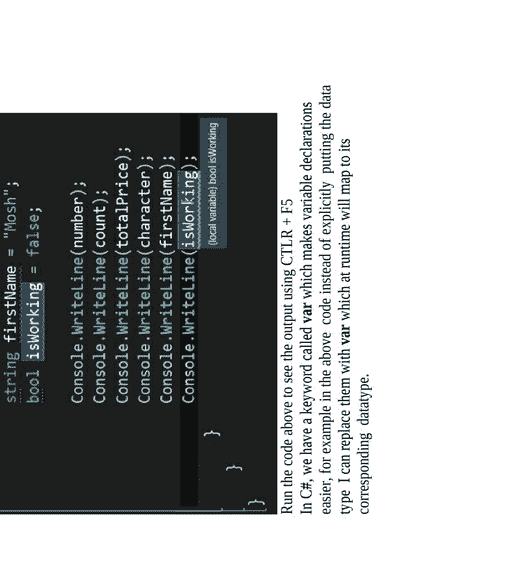 string firstName = "Mosh";
bool isWorking = false;
Console.WriteLine(number);
Console.WriteLine(count);
Console.WriteLine(totalPrice);
Console.WriteLine(character);
Console.WriteLine(firstName);
Console.WriteLine(isWorking);
(local variable) bool isWorking
}
}
}
Run the code above to see the output using CTLR + F5
In C#, we have a keyword called var which makes variable declarations
easier, for example in the above code instead of explicitly putting the data
type I can replace them with var which at runtime will map to its
corresponding datatype.